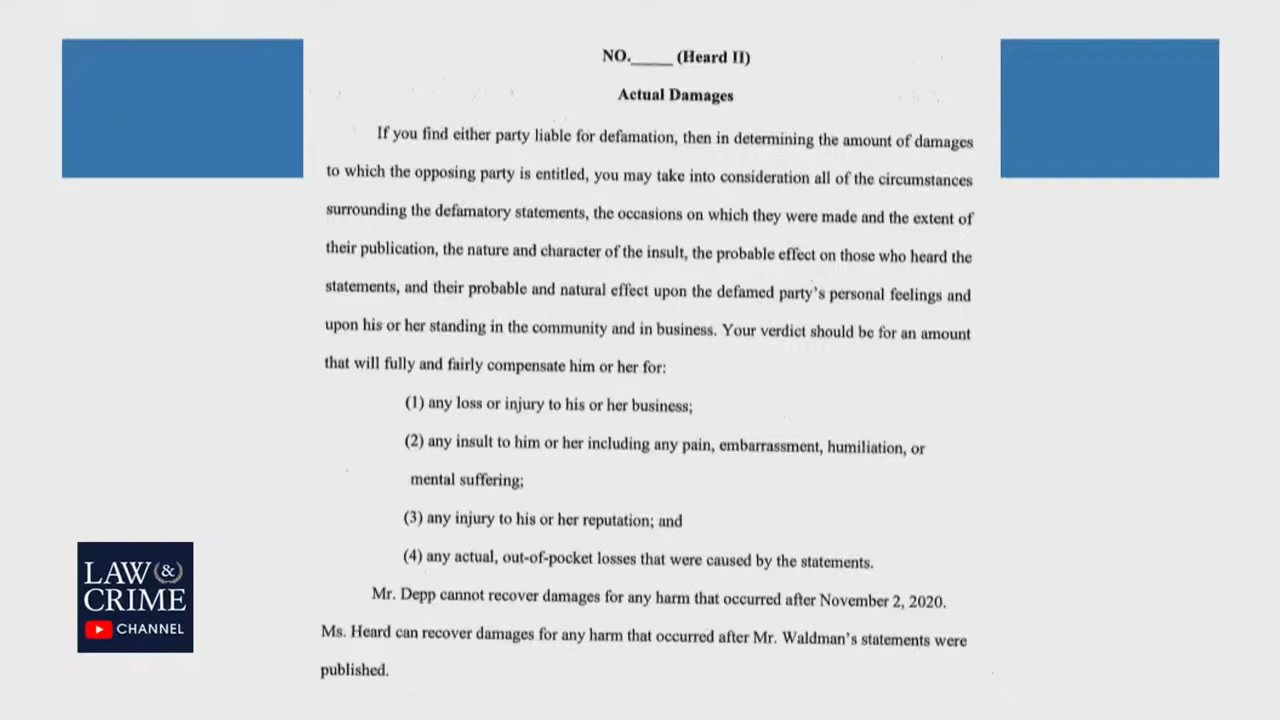 NO._____ (Heard II)
Actual Damages
If you find either party liable for defamation, then in determining the amount of damages
to which the opposing party is entitled, you may take into consideration all of the circumstances
surrounding the defamatory statements, the occasions on which they were made and the extent of
their publication, the nature and character of the insult, the probable effect on those who heard the
statements, and their probable and natural effect upon the defamed party's personal feelings and
upon his or her standing in the community and in business. Your verdict should be for an amount
that will fully and fairly compensate him or her for:
(1) any loss or injury to his or her business;
(2) any insult to him or her including any pain, embarrassment, humiliation, or
mental suffering;
(3) any injury to his or her reputation; and
(4) any actual, out-of-pocket losses that were caused by the statements.
Mr. Depp cannot recover damages for any harm that occurred after November 2, 2020.
Ms. Heard can recover damages for any harm that occurred after Mr. Waldman's statements were
published.
LAW &
CRIME
CHANNEL